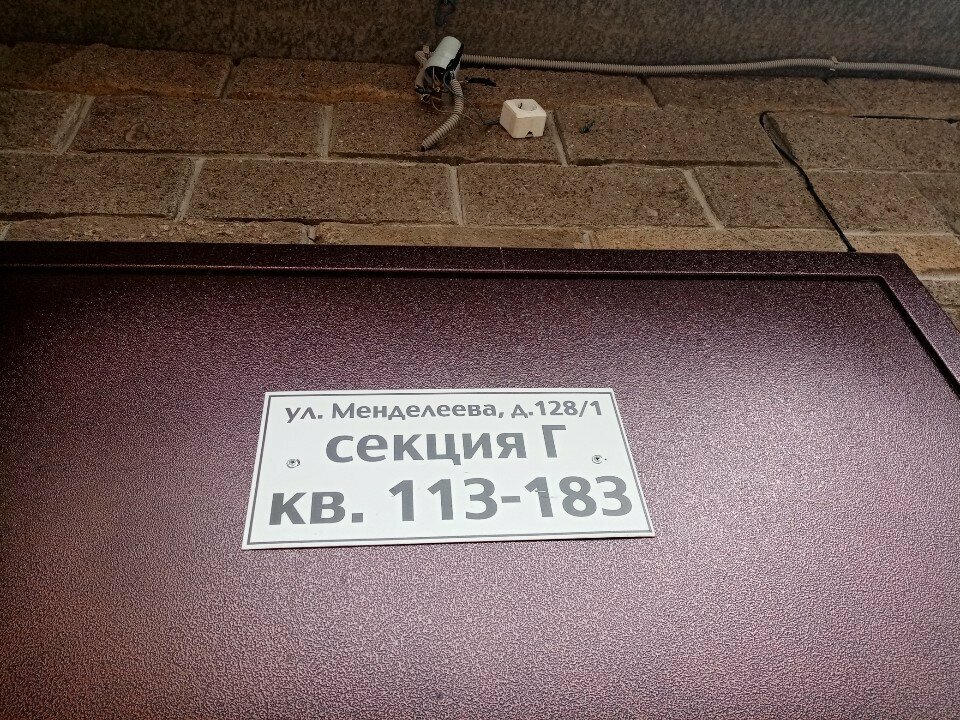 ул. Менделеева, д.128/1
секция Г
кв. 113-183